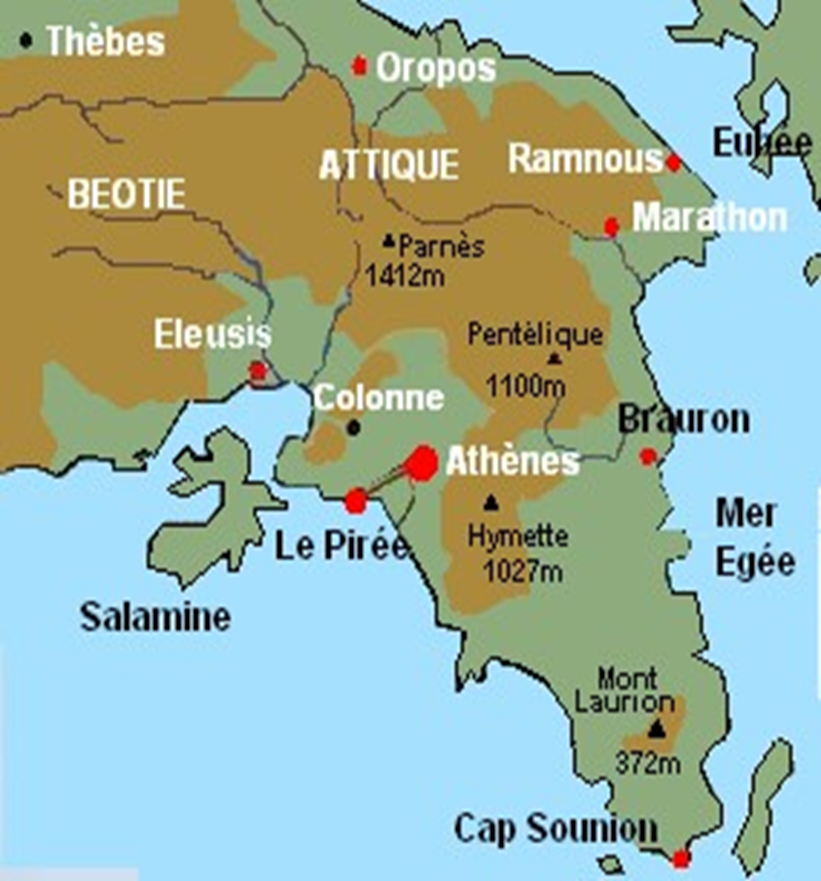 Thèbes
Oropos
Eubée
ATTIQUE
Ramnous
BEOTIE
Marathon
Parnès
1412m
Eleusis
Pentèlique
1100m
Colonne
Brauron
Athènes
Le Pirée
Hymette
1027m
Mer
Egée
Salamine
Mont
Laurion
372m
Cap Sounion